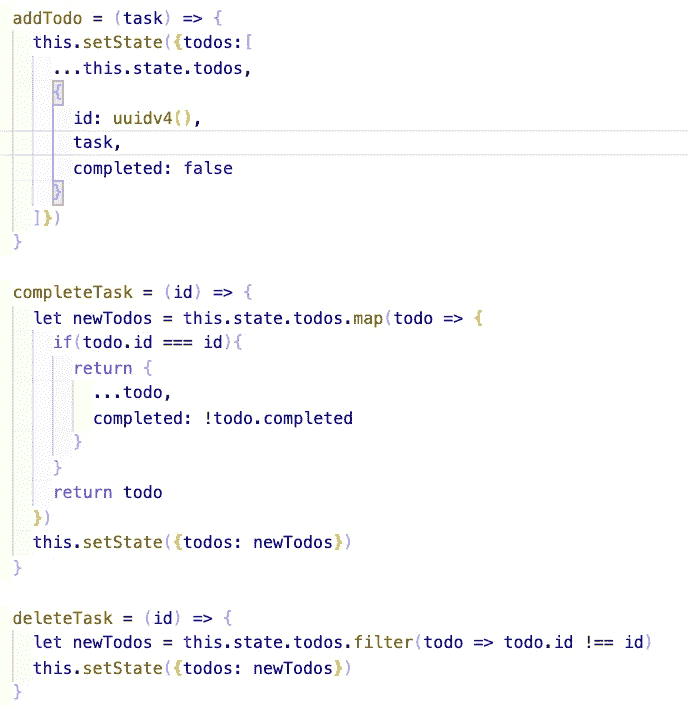 addTodo = (task) => {
  this.setState({todos:[
    ...this.state.todos,
    {
      id: uuidv4(),
      task,
      completed: false
    }
  ]})
}

completeTask = (id) => {
  let newTodos = this.state.todos.map(todo => {
    if(todo.id === id){
      return {
        ...todo,
        completed: !todo.completed
      }
    }
    return todo
  })
  this.setState({todos: newTodos})
}

deleteTask = (id) => {
  let newTodos = this.state.todos.filter(todo => todo.id !== id)
  this.setState({todos: newTodos})
}